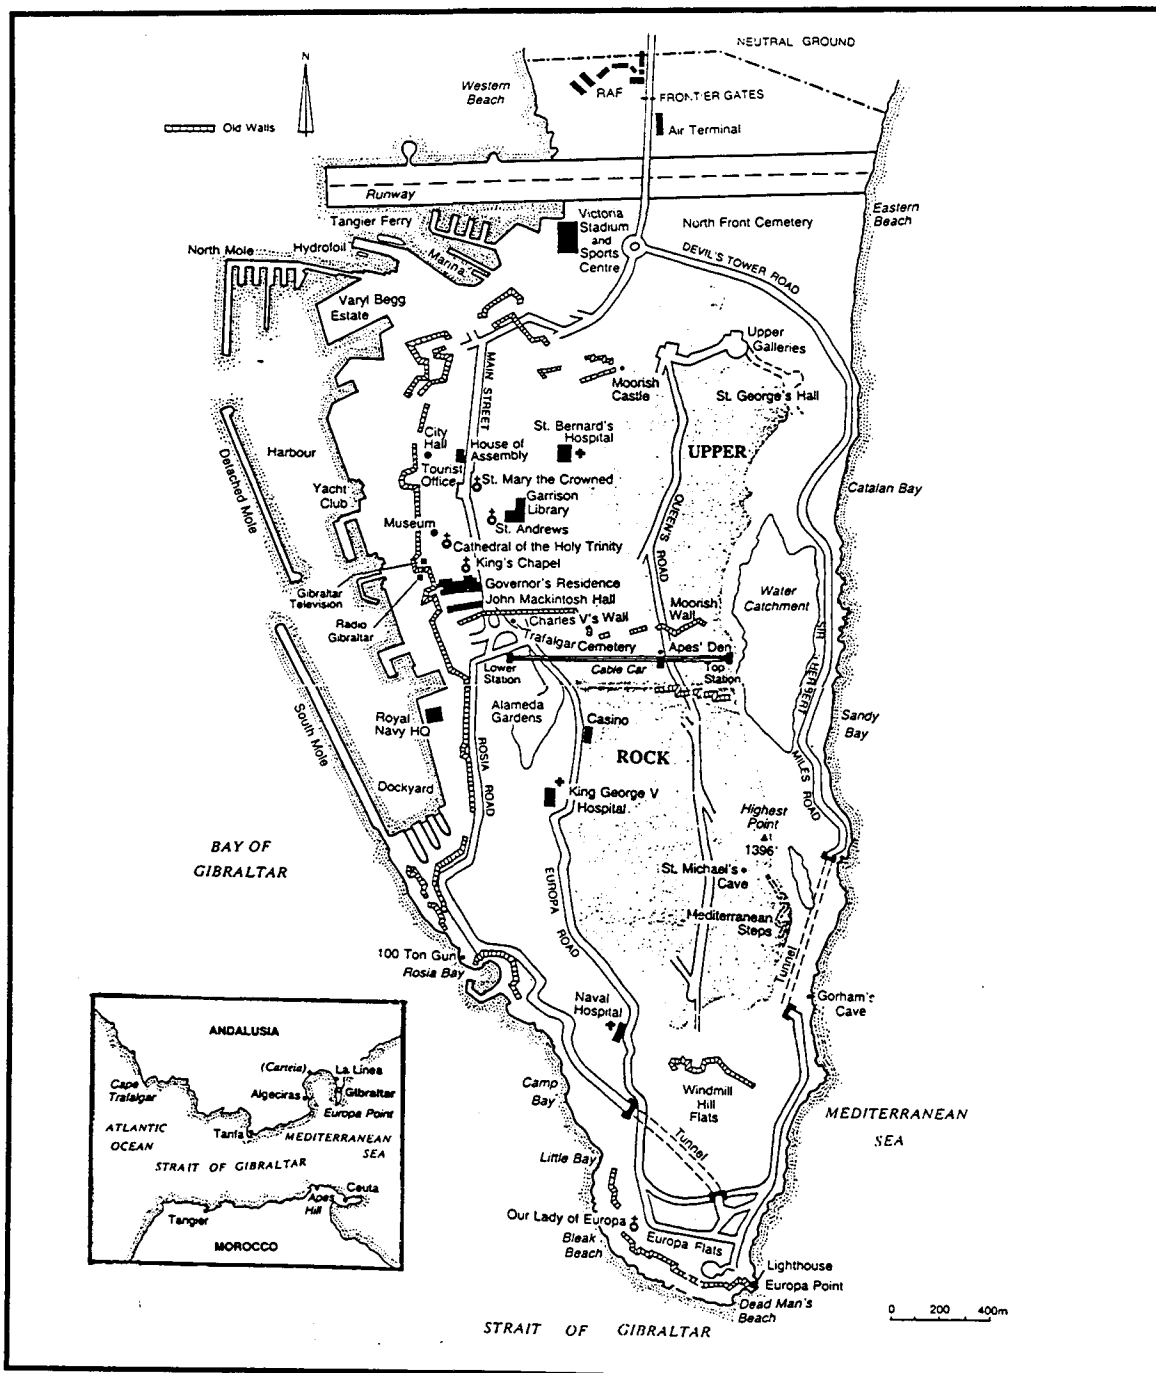 NEUTRAL GROUND
N
Western
Beach
RAF
FRONTIER GATES
Old Walls
Air Terminal
Runway
Eastern
Beach
Tangier Ferry
Victoria
Stadium
and
Sports
Centre
North Front Cemetery
North Mole
Hydrofoil
Marina
DEVIL'S TOWER ROAD
Varyl Begg
Estate
Upper
Galleries
MAIN STREET
Moorish
Castle
St. George's Hall
City
Hall
House of
Assembly
St. Bernard's
Hospital
UPPER
Harbour
Tourist
Office
St. Mary the Crowned
Detached Mole
Yacht
Club
Garrison
Library
Catalan Bay
Museum
St. Andrews
QUEEN'S ROAD
Cathedral of the Holy Trinity
King's Chapel
Gibraltar
Television
Governor's Residence
Water
Catchment
John Mackintosh Hall
Moorish
Wall
Radio
Gibraltar
Charles V's Wall
Trafalgar Cemetery
Apes' Den
SIR HERBERT MILES ROAD
Lower
Station
Cable Car
Top
Station
South Mole
Royal
Navy HQ
Alameda
Gardens
Casino
Sandy
Bay
ROSIA ROAD
ROCK
Dockyard
King George V
Hospital
Highest
Point
1396
BAY OF
GIBRALTAR
St. Michael's
Cave
EUROPA ROAD
Mediterranean
Steps
Tunnel
100 Ton Gun
Rosia Bay
Gorham's
Cave
Naval
Hospital
Camp
Bay
Windmill
Hill
Flats
MEDITERRANEAN
SEA
Tunnel
Little Bay
Our Lady of Europa
Bleak
Beach
Europa Flats
Lighthouse
Europa Point
Dead Man's
Beach
0 200 400m
STRAIT OF GIBRALTAR
ANDALUSIA
(Carteia)
La Linea
Cape
Trafalgar
Algeciras
Gibraltar
Europa Point
ATLANTIC
OCEAN
Tarifa
MEDITERRANEAN
SEA
STRAIT OF GIBRALTAR
Ceuta
Apes
Hill
Tangier
MOROCCO